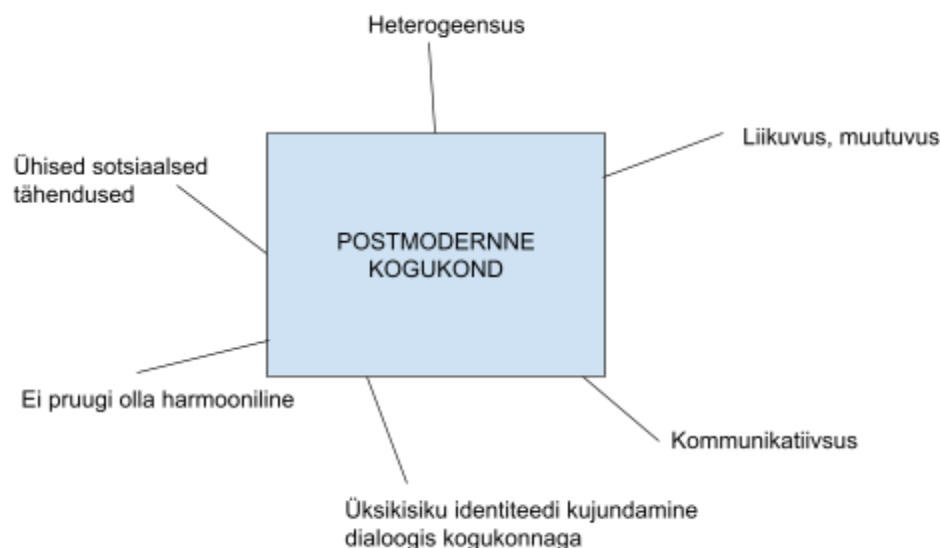 Heterogeensus
Liikuvus, muutuvus
Ühised sotsiaalsed
tähendused
POSTMODERNNE
KOGUKOND
Ei pruugi olla harmooniline
Kommunikatiivsus
Üksikisiku identiteedi kujundamine
dialoogis kogukonnaga